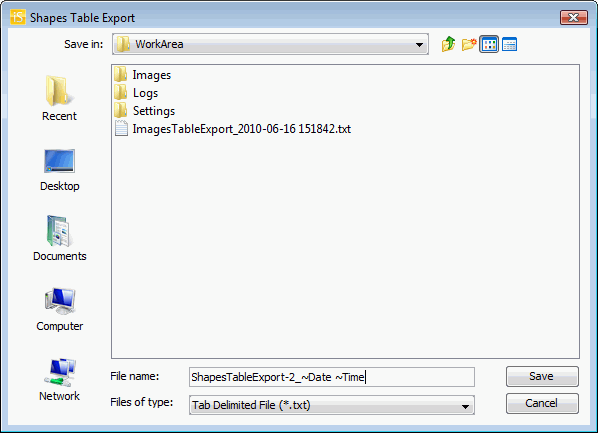 Shapes Table Export
Save in: WorkArea
Recent
Desktop
Documents
Computer
Network
Images
Logs
Settings
ImagesTableExport_2010-06-16 151842.txt
File name: ShapesTableExport-2_~Date ~Time Save
Files of type: Tab Delimited File (*.txt) Cancel